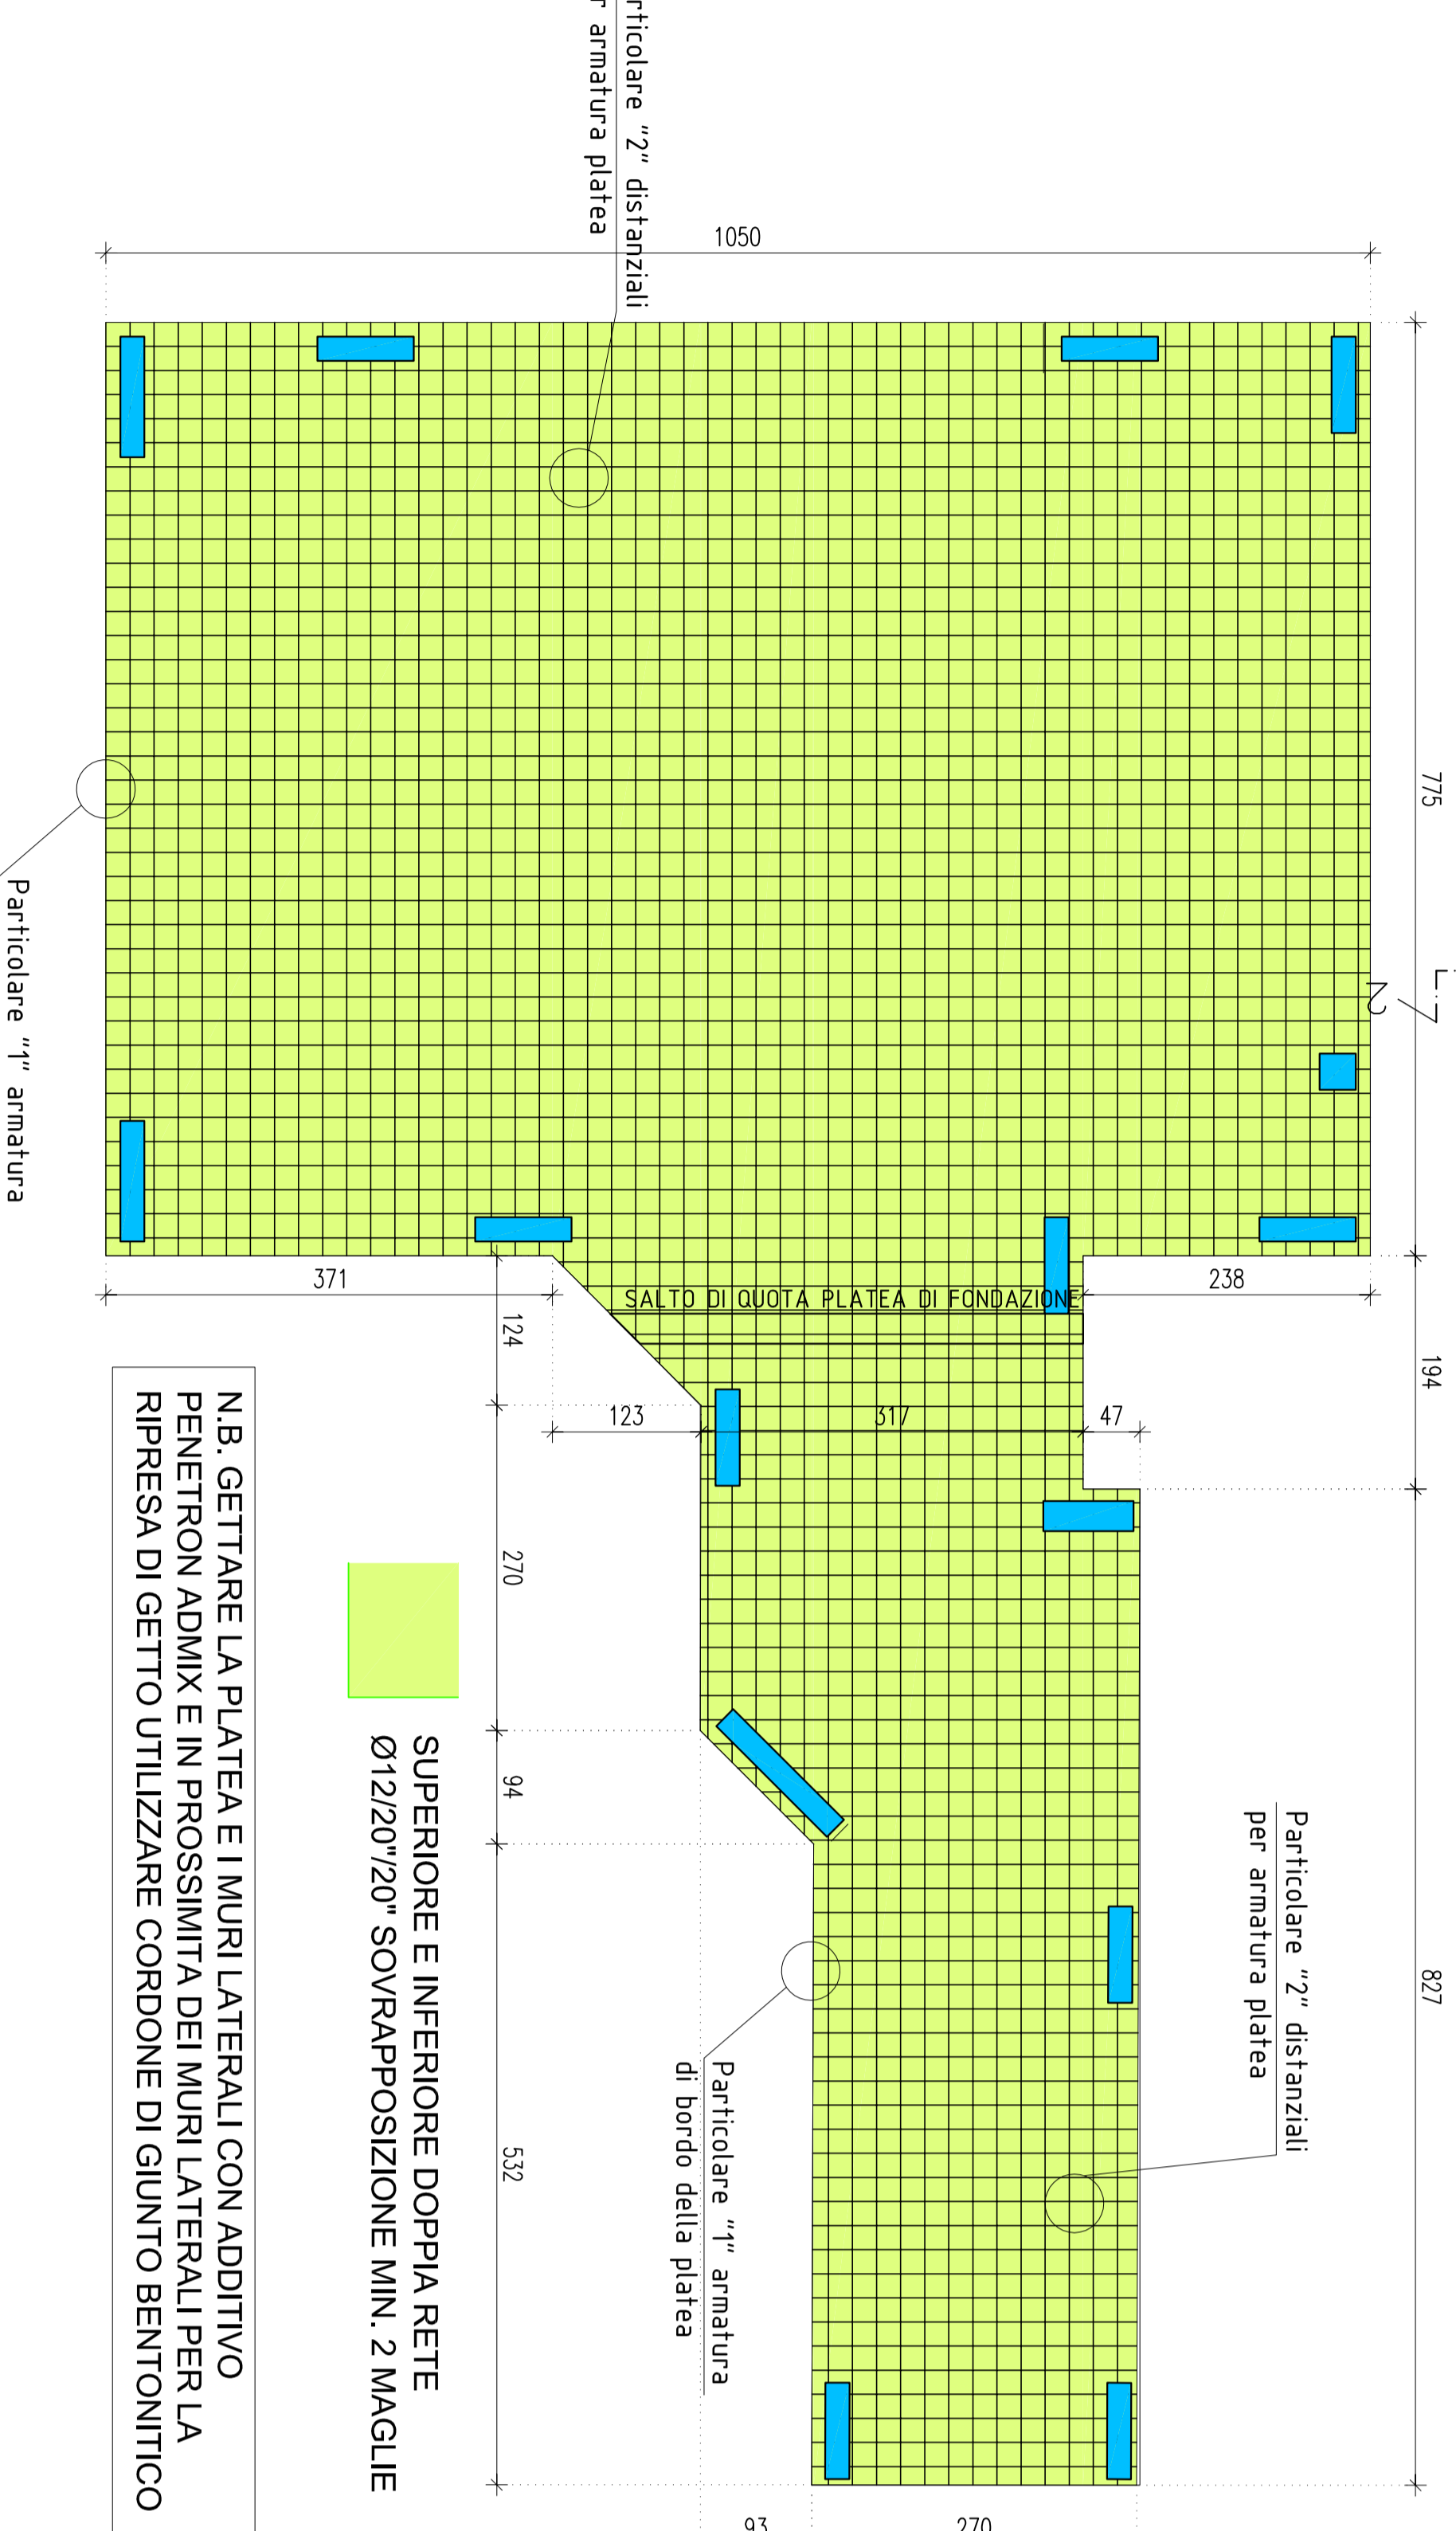 1050
775
194
827
238
371
SALTO DI QUOTA PLATEA DI FONDAZIONE
124
123
317
47
270
94
532
93
270
2
Particolare "2" distanziali
per armatura platea
Particolare "1" armatura
di bordo della platea
"2" distanziali
armatura platea
Particolare "1" armatura
SUPERIORE E INFERIORE DOPPIA RETE
Ø12/20"/20" SOVRAPPOSIZIONE MIN. 2 MAGLIE
N.B. GETTARE LA PLATEA E I MURI LATERALI CON ADDITIVO
PENETRON ADMIX E IN PROSSIMITA DEI MURI LATERALI PER LA
RIPRESA DI GETTO UTILIZZARE CORDONE DI GIUNTO BENTONITICO